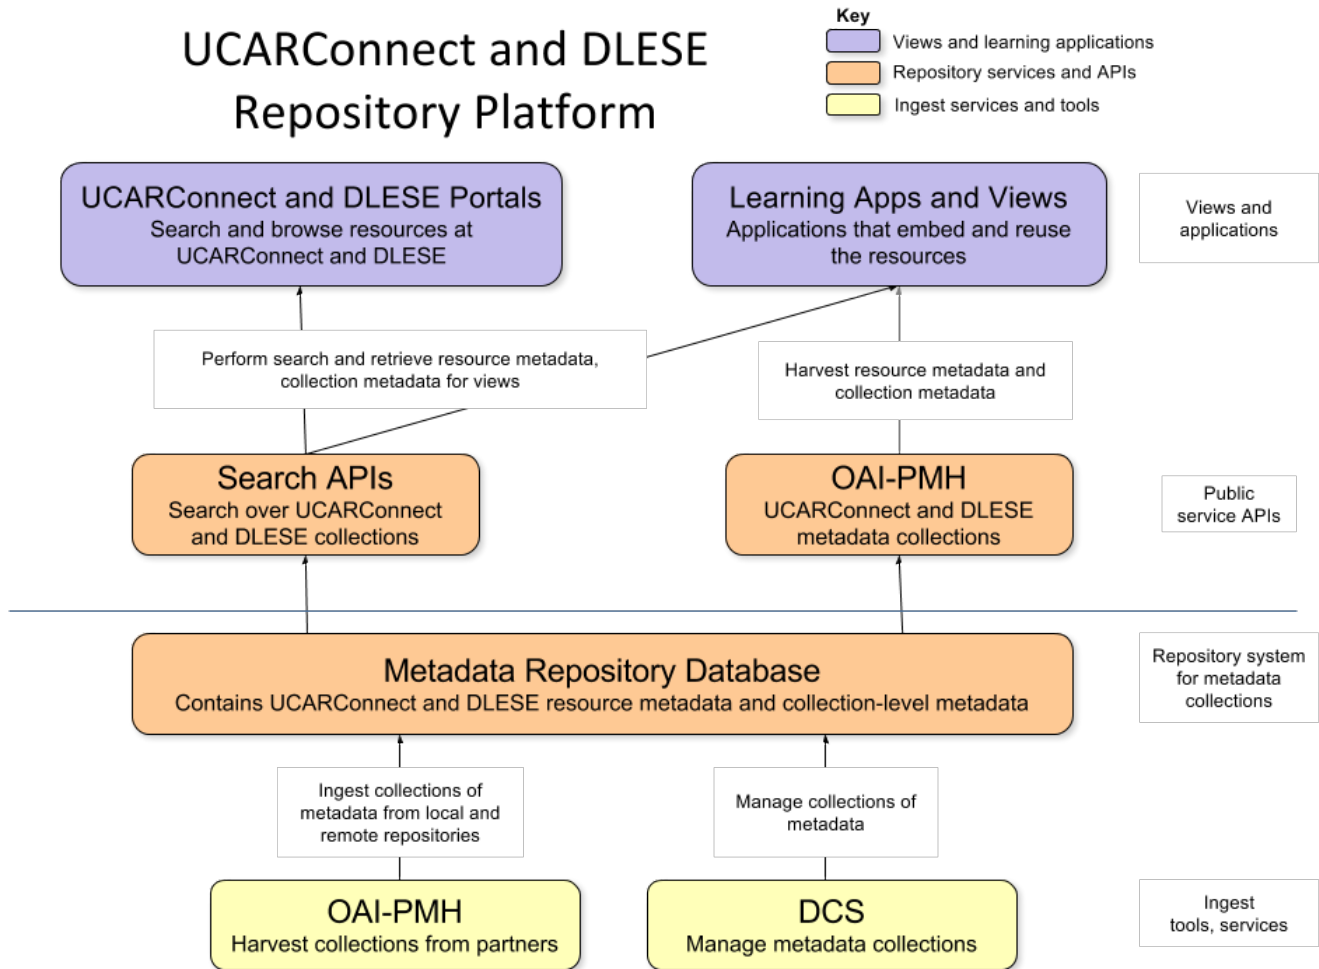 UCARConnect and DLESE
Repository Platform
Key
Views and learning applications
Repository services and APIs
Ingest services and tools
UCARConnect and DLESE Portals
Search and browse resources at
UCARConnect and DLESE
Learning Apps and Views
Applications that embed and reuse
the resources
Views and
applications
Perform search and retrieve resource metadata,
collection metadata for views
Harvest resource metadata and
collection metadata
Search APIs
Search over UCARConnect
and DLESE collections
OAI-PMH
UCARConnect and DLESE
metadata collections
Public
service APIs
Metadata Repository Database
Contains UCARConnect and DLESE resource metadata and collection-level metadata
Repository system
for metadata
collections
Ingest collections of
metadata from local and
remote repositories
Manage collections of
metadata
OAI-PMH
Harvest collections from partners
DCS
Manage metadata collections
Ingest
tools, services